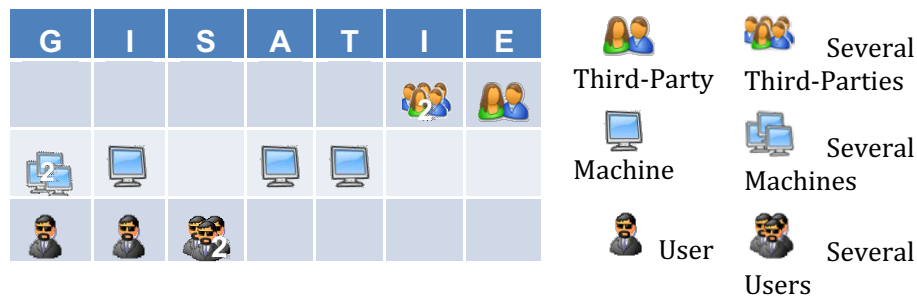 G I S A T I E
2
2
2
Third-Party
Several
Third-Parties
Machine
Several
Machines
User
Several
Users